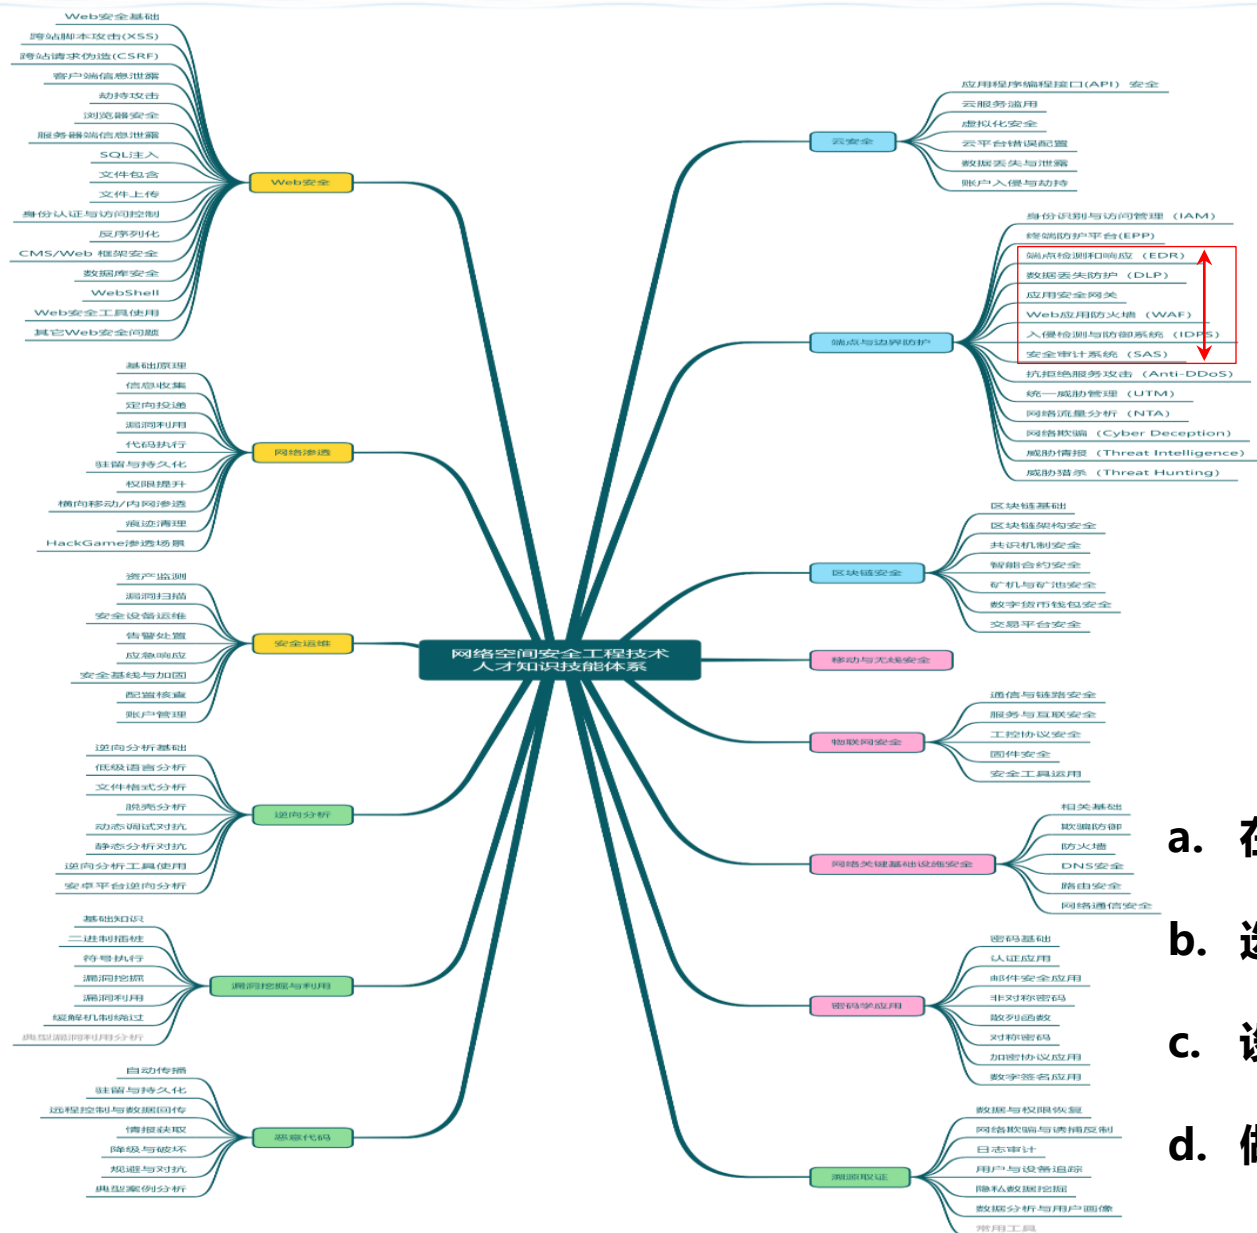 Web安全基础
跨站脚本攻击(XSS)
跨站请求伪造(CSRF)
客户端信息泄露
劫持攻击
浏览器安全
服务器端信息泄露
SQL注入
文件包含
文件上传
身份认证与访问控制
反序列化
CMS/Web 框架安全
数据库安全
WebShell
Web安全工具使用
其它Web安全问题
Web安全
基础原理
信息收集
定向投递
漏洞利用
代码执行
驻留与持久化
权限提升
横向移动/内网渗透
痕迹清理
HackGame渗透场景
网络渗透
资产监测
漏洞扫描
安全设备运维
告警处置
应急响应
安全基线与加固
配置核查
账户管理
安全运维
逆向分析基础
低级语言分析
文件格式分析
脱壳分析
动态调试对抗
静态分析对抗
逆向分析工具使用
安卓平台逆向分析
逆向分析
基础知识
二进制插桩
符号执行
漏洞挖掘
漏洞利用
缓解机制绕过
典型漏洞利用分析
漏洞挖掘与利用
自动传播
驻留与持久化
远程控制与数据回传
情报获取
降级与破坏
规避与对抗
典型案例分析
恶意代码
网络空间安全工程技术
人才知识技能体系
云安全
应用程序编程接口(API) 安全
云服务滥用
虚拟化安全
云平台错误配置
数据丢失与泄露
账户入侵与劫持
端点与边界防护
身份识别与访问管理 (IAM)
终端防护平台(EPP)
端点检测和响应 (EDR)
数据丢失防护 (DLP)
应用安全网关
Web应用防火墙 (WAF)
入侵检测与防御系统 (IDPS)
安全审计系统 (SAS)
抗拒绝服务攻击 (Anti-DDoS)
统一威胁管理 (UTM)
网络流量分析 (NTA)
网络欺骗 (Cyber Deception)
威胁情报 (Threat Intelligence)
威胁猎杀 (Threat Hunting)
区块链安全
区块链基础
区块链架构安全
共识机制安全
智能合约安全
矿机与矿池安全
数字货币钱包安全
交易平台安全
移动与无线安全
物联网安全
通信与链路安全
服务与互联安全
工控协议安全
固件安全
安全工具运用
网络关键基础设施安全
相关基础
欺骗防御
防火墙
DNS安全
路由安全
网络通信安全
密码学应用
密码基础
认证应用
邮件安全应用
非对称密码
散列函数
对称密码
加密协议应用
数字签名应用
溯源取证
数据与权限恢复
网络欺骗与诱捕反制
日志审计
用户与设备追踪
隐私数据挖掘
数据分析与用户画像
常用工具
a.
b.
c.
d.